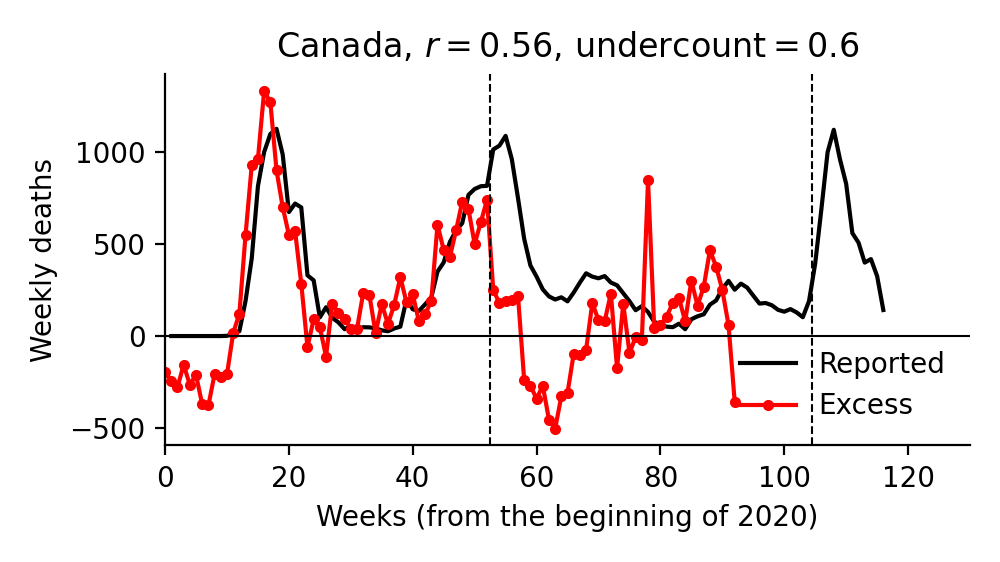 Canada, r = 0.56, undercount = 0.6
Weekly deaths
1000
500
0
−500
0 20 40 60 80 100 120
Weeks (from the beginning of 2020)
Reported
Excess